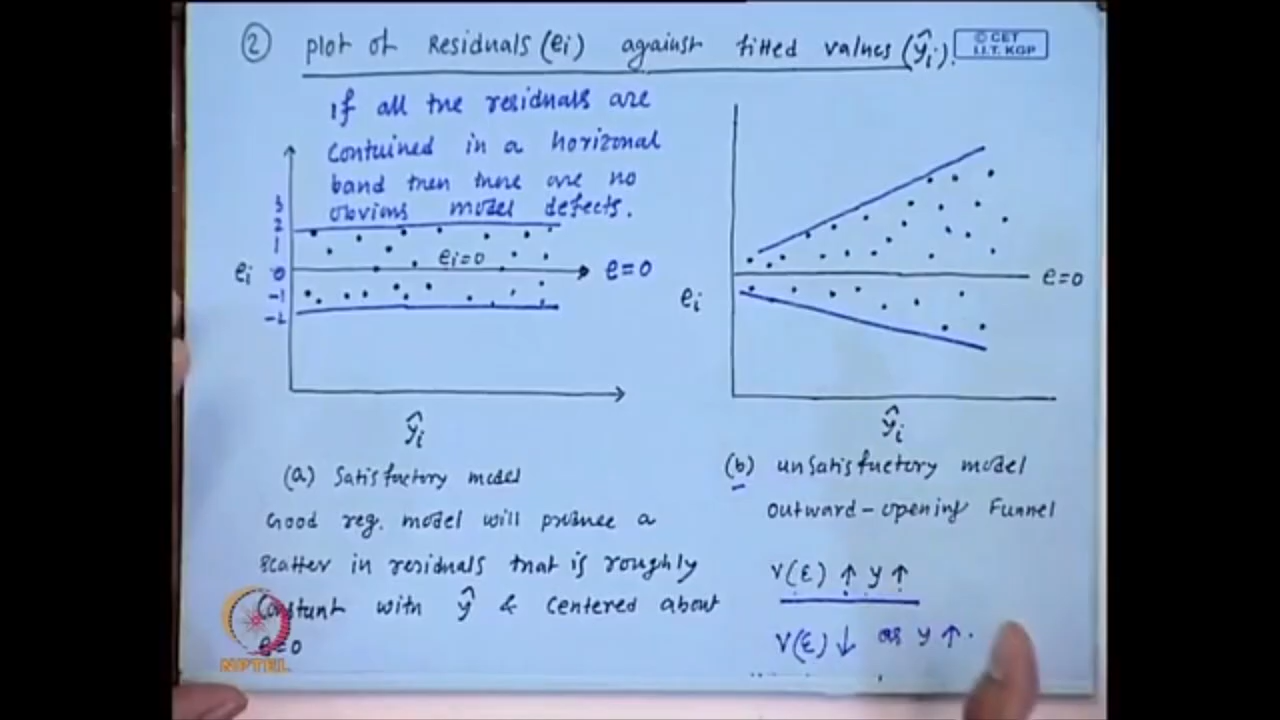 ② plot of Residuals (ei) against fitted values (ŷi).
© CET
I.I.T. KGP
If all the residuals are
contained in a horizonal
band then there are no
obvious model defects.
3
2
1
0
-1
-2
ei
ei=0
e=0
ŷi
(a) Satisfactory model
Good reg. model will produce a
scatter in residuals that is roughly
constant with ŷ & centered about
e=0
ei
e=0
ŷi
(b) unsatisfactory model
outward-opening Funnel
V(ε) ↑ y ↑
V(ε) ↓ as y ↑.
NPTEL